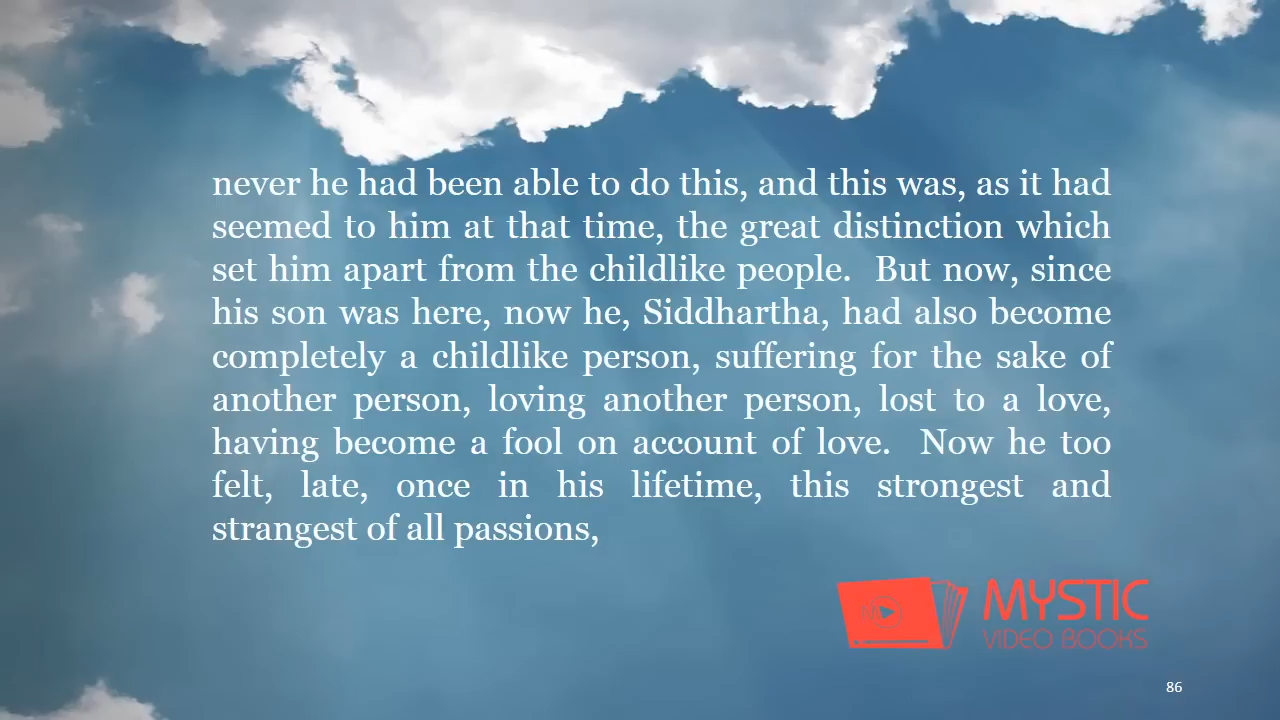 never he had been able to do this, and this was, as it had
seemed to him at that time, the great distinction which
set him apart from the childlike people.  But now, since
his son was here, now he, Siddhartha, had also become
completely a childlike person, suffering for the sake of
another person, loving another person, lost to a love,
having become a fool on account of love.  Now he too
felt, late, once in his lifetime, this strongest and
strangest of all passions,
MYSTIC
VIDEO BOOKS
86